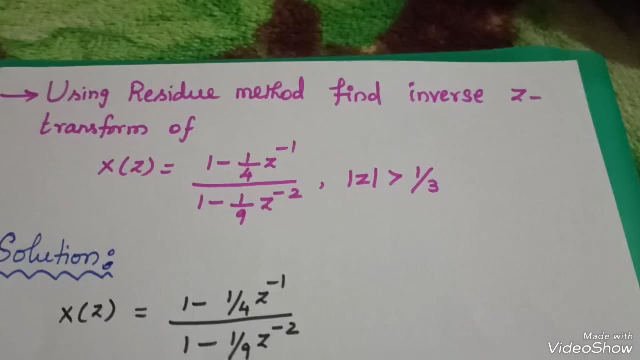 → Using Residue method find inverse z-
transform of
x(z) = (1 - 1/4 z^-1) / (1 - 1/9 z^-2) , |z| > 1/3
Solution:
x(z) = (1 - 1/4 z^-1) / (1 - 1/9 z^-2)
Made with
VideoShow